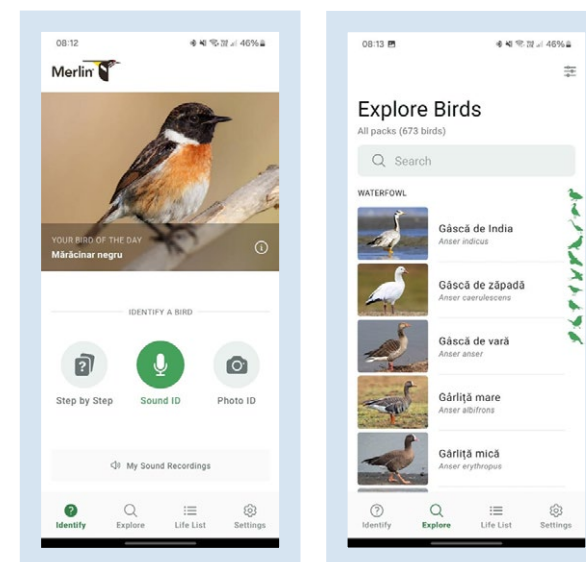 08:12
46%
Merlin
YOUR BIRD OF THE DAY
Mărăcinar negru
IDENTIFY A BIRD
Step by Step
Sound ID
Photo ID
My Sound Recordings
Identify
Explore
Life List
Settings
08:13
46%
Explore Birds
All packs (673 birds)
Search
WATERFOWL
Gâscă de India
Anser indicus
Gâscă de zăpadă
Anser caerulescens
Gâscă de vară
Anser anser
Gârliță mare
Anser albifrons
Gârliță mică
Anser erythropus
Identify
Explore
Life List
Settings